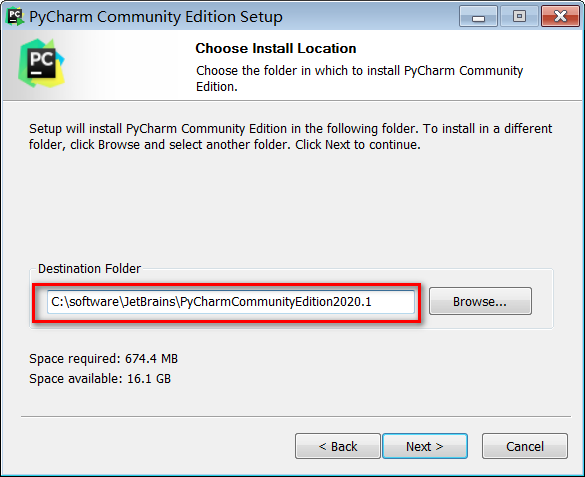 PyCharm Community Edition Setup
PC
Choose Install Location
Choose the folder in which to install PyCharm Community
Edition.
Setup will install PyCharm Community Edition in the following folder. To install in a different
folder, click Browse and select another folder. Click Next to continue.
Destination Folder
C:\software\JetBrains\PyCharmCommunityEdition2020.1
Browse...
Space required: 674.4 MB
Space available: 16.1 GB
< Back
Next >
Cancel